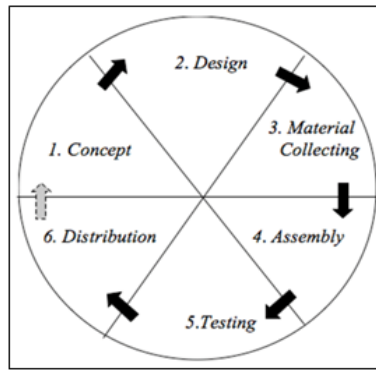 1. Concept
2. Design
3. Material
Collecting
4. Assembly
5.Testing
6. Distribution